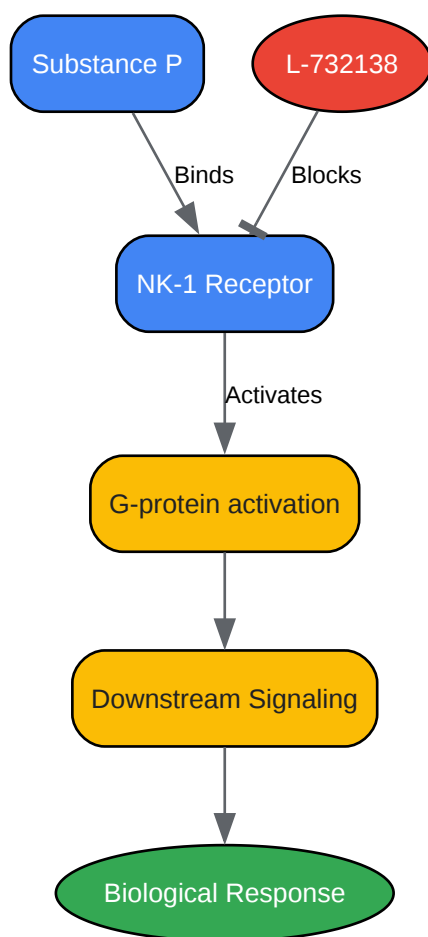 Substance P
L-732138
Binds
Blocks
NK-1 Receptor
Activates
G-protein activation
Downstream Signaling
Biological Response